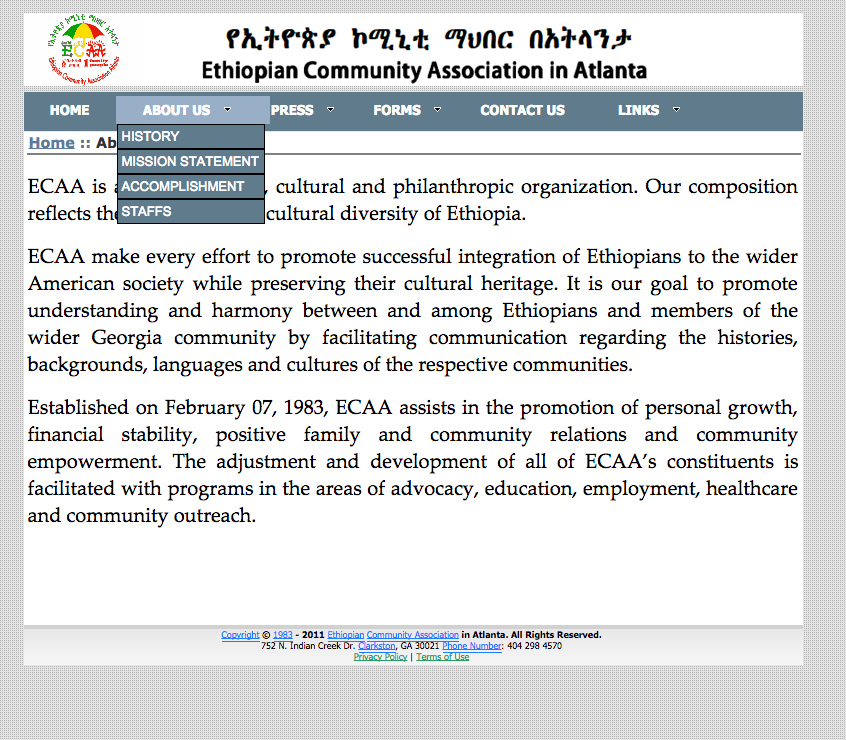 የኢትዮጵያ ኮሚኒቲ ማህበር በአትላንታ
Ethiopian Community Association in Atlanta
HOME ABOUT US PRESS FORMS CONTACT US LINKS
HISTORY
MISSION STATEMENT
ACCOMPLISHMENT
STAFFS
Home :: Ab
ECAA is , cultural and philanthropic organization. Our composition
reflects the cultural diversity of Ethiopia.
ECAA make every effort to promote successful integration of Ethiopians to the wider
American society while preserving their cultural heritage. It is our goal to promote
understanding and harmony between and among Ethiopians and members of the
wider Georgia community by facilitating communication regarding the histories,
backgrounds, languages and cultures of the respective communities.
Established on February 07, 1983, ECAA assists in the promotion of personal growth,
financial stability, positive family and community relations and community
empowerment. The adjustment and development of all of ECAA's constituents is
facilitated with programs in the areas of advocacy, education, employment, healthcare
and community outreach.
Copyright © 1983 - 2011 Ethiopian Community Association in Atlanta. All Rights Reserved.
752 N. Indian Creek Dr. Clarkston, GA 30021 Phone Number: 404 298 4570
Privacy Policy | Terms of Use